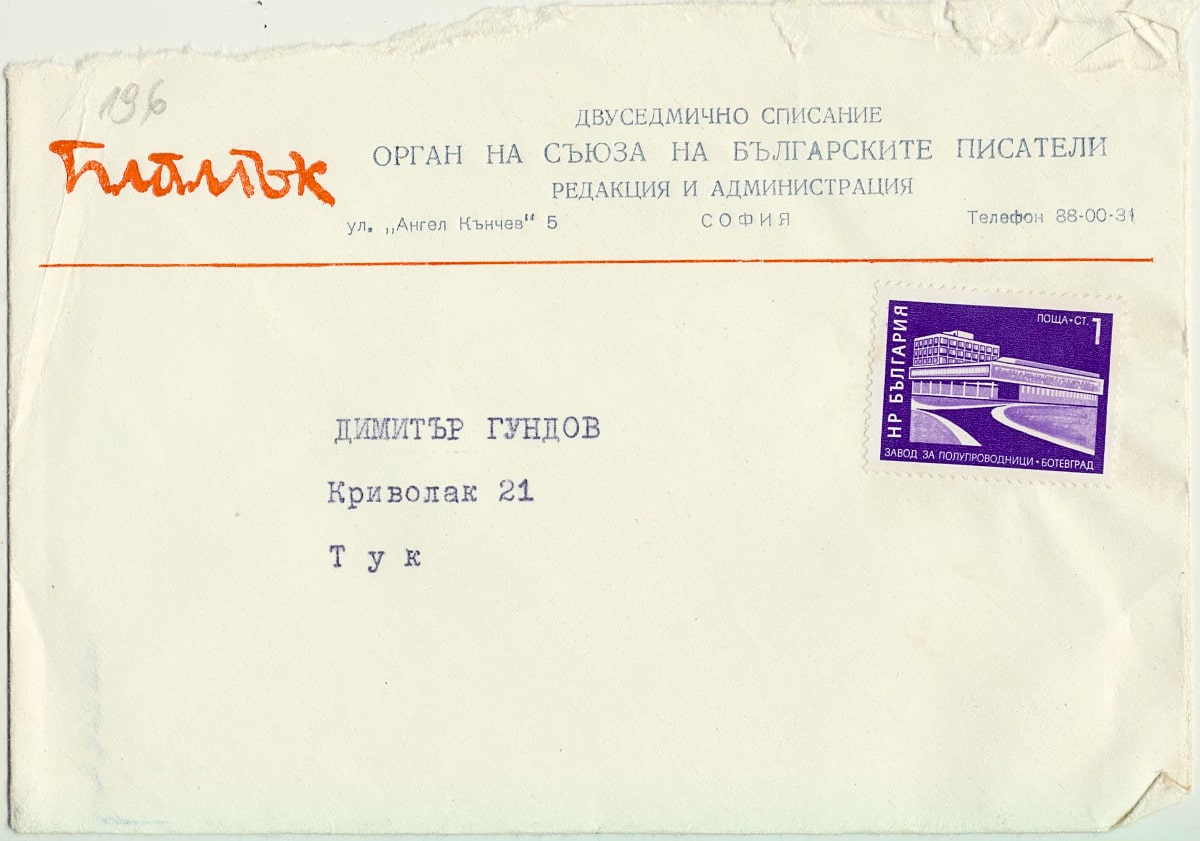 196
ДВУСЕДМИЧНО СПИСАНИЕ
Пламък ОРГАН НА СЪЮЗА НА БЪЛГАРСКИТЕ ПИСАТЕЛИ
РЕДАКЦИЯ И АДМИНИСТРАЦИЯ
ул. „Ангел Кънчев" 5 СОФИЯ Телефон 88-00-31
ПОЩА•СТ. 1
НР БЪЛГАРИЯ
ЗАВОД ЗА ПОЛУПРОВОДНИЦИ•БОТЕВГРАД
ДИМИТЪР ГУНДОВ
Криволак 21
Тук